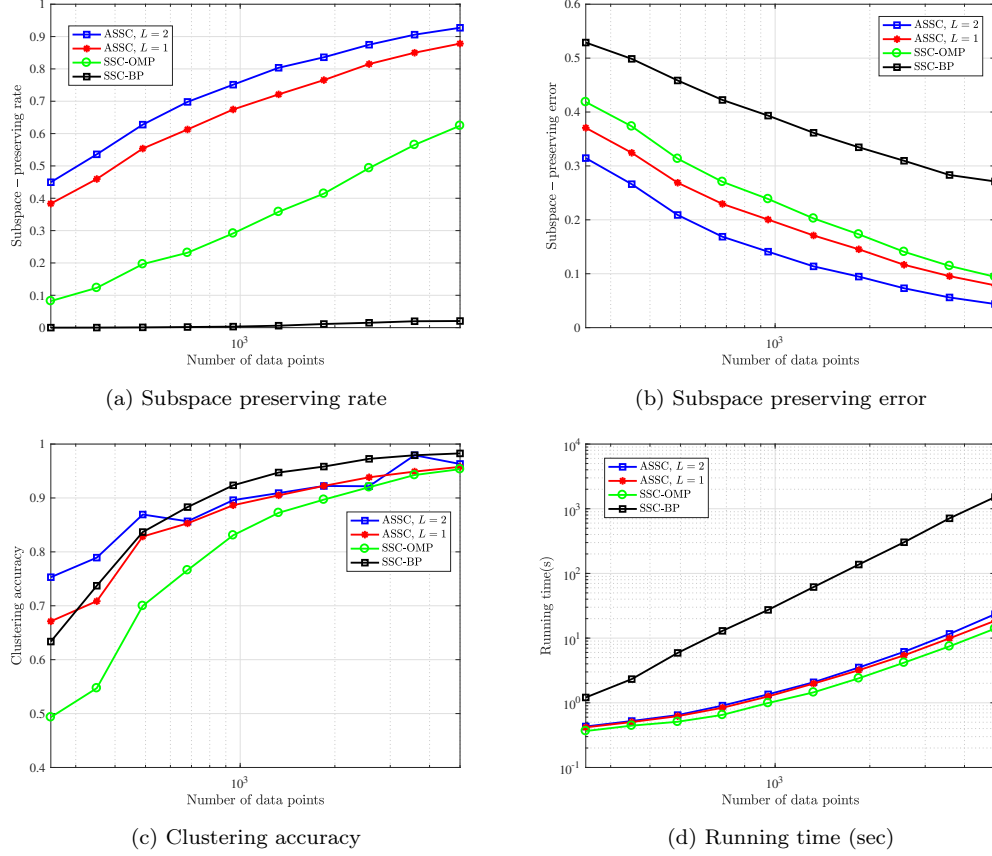 1
0.9
0.8
0.7
0.6
0.5
0.4
0.3
0.2
0.1
0
Subspace − preserving rate
ASSC, L = 2
ASSC, L = 1
SSC-OMP
SSC-BP
10^3
Number of data points
(a) Subspace preserving rate
0.6
0.5
0.4
0.3
0.2
0.1
0
Subspace − preserving error
ASSC, L = 2
ASSC, L = 1
SSC-OMP
SSC-BP
10^3
Number of data points
(b) Subspace preserving error
1
0.9
0.8
0.7
0.6
0.5
0.4
Clustering accuracy
ASSC, L = 2
ASSC, L = 1
SSC-OMP
SSC-BP
10^3
Number of data points
(c) Clustering accuracy
10^4
10^3
10^2
10^1
10^0
10^-1
Running time(s)
ASSC, L = 2
ASSC, L = 1
SSC-OMP
SSC-BP
10^3
Number of data points
(d) Running time (sec)